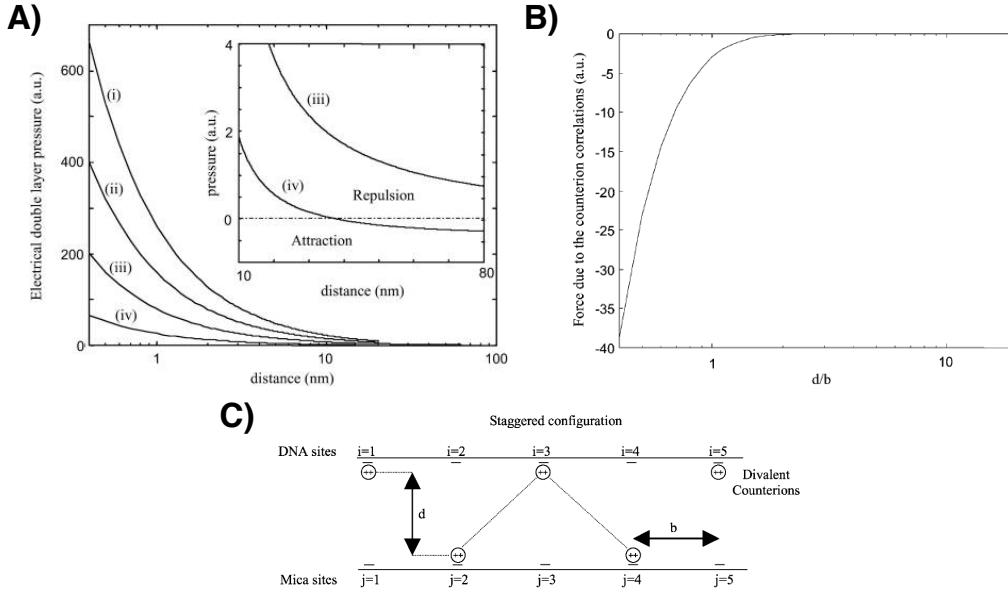 A)
Electrical double layer pressure (a.u.)
600
400
200
0
1
10
100
distance (nm)
(i)
(ii)
(iii)
(iv)
pressure (a.u.)
4
2
0
10
80
distance (nm)
(iii)
(iv)
Repulsion
Attraction
B)
Force due to the counterion correlations (a.u.)
0
-5
-10
-15
-20
-25
-30
-35
-40
1
10
d/b
C)
Staggered configuration
DNA sites i=1 i=2 i=3 i=4 i=5
++ ++ ++
Divalent
Counterions
d
b
++ ++
Mica sites j=1 j=2 j=3 j=4 j=5